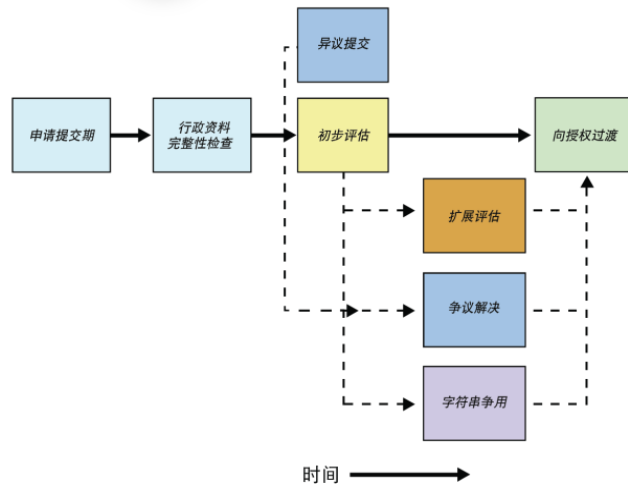 异议提交
申请提交期
行政资料
完整性检查
初步评估
向授权过渡
扩展评估
争议解决
字符串争用
时间